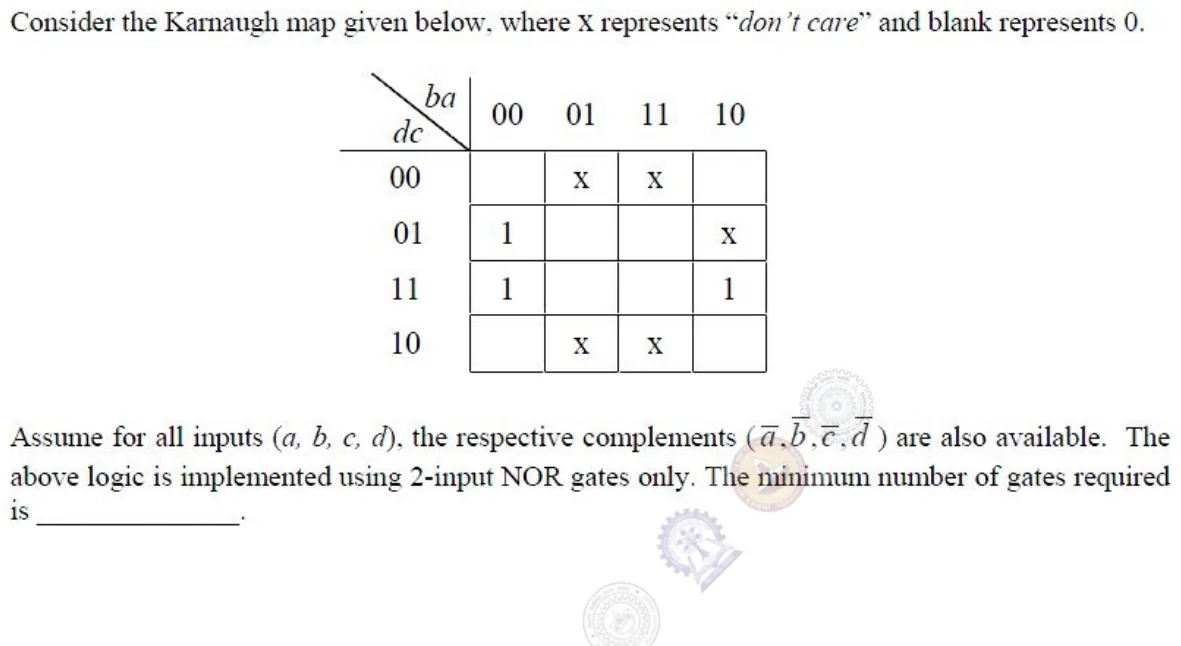 Consider the Karnaugh map given below, where X represents “don’t care” and blank represents 0.
ba
dc
00 01 11 10
00 X X
01 1 X
11 1 1
10 X X
Assume for all inputs (a, b, c, d), the respective complements (a̅, b̅, c̅, d̅ ) are also available. The
above logic is implemented using 2-input NOR gates only. The minimum number of gates required
is ________________.